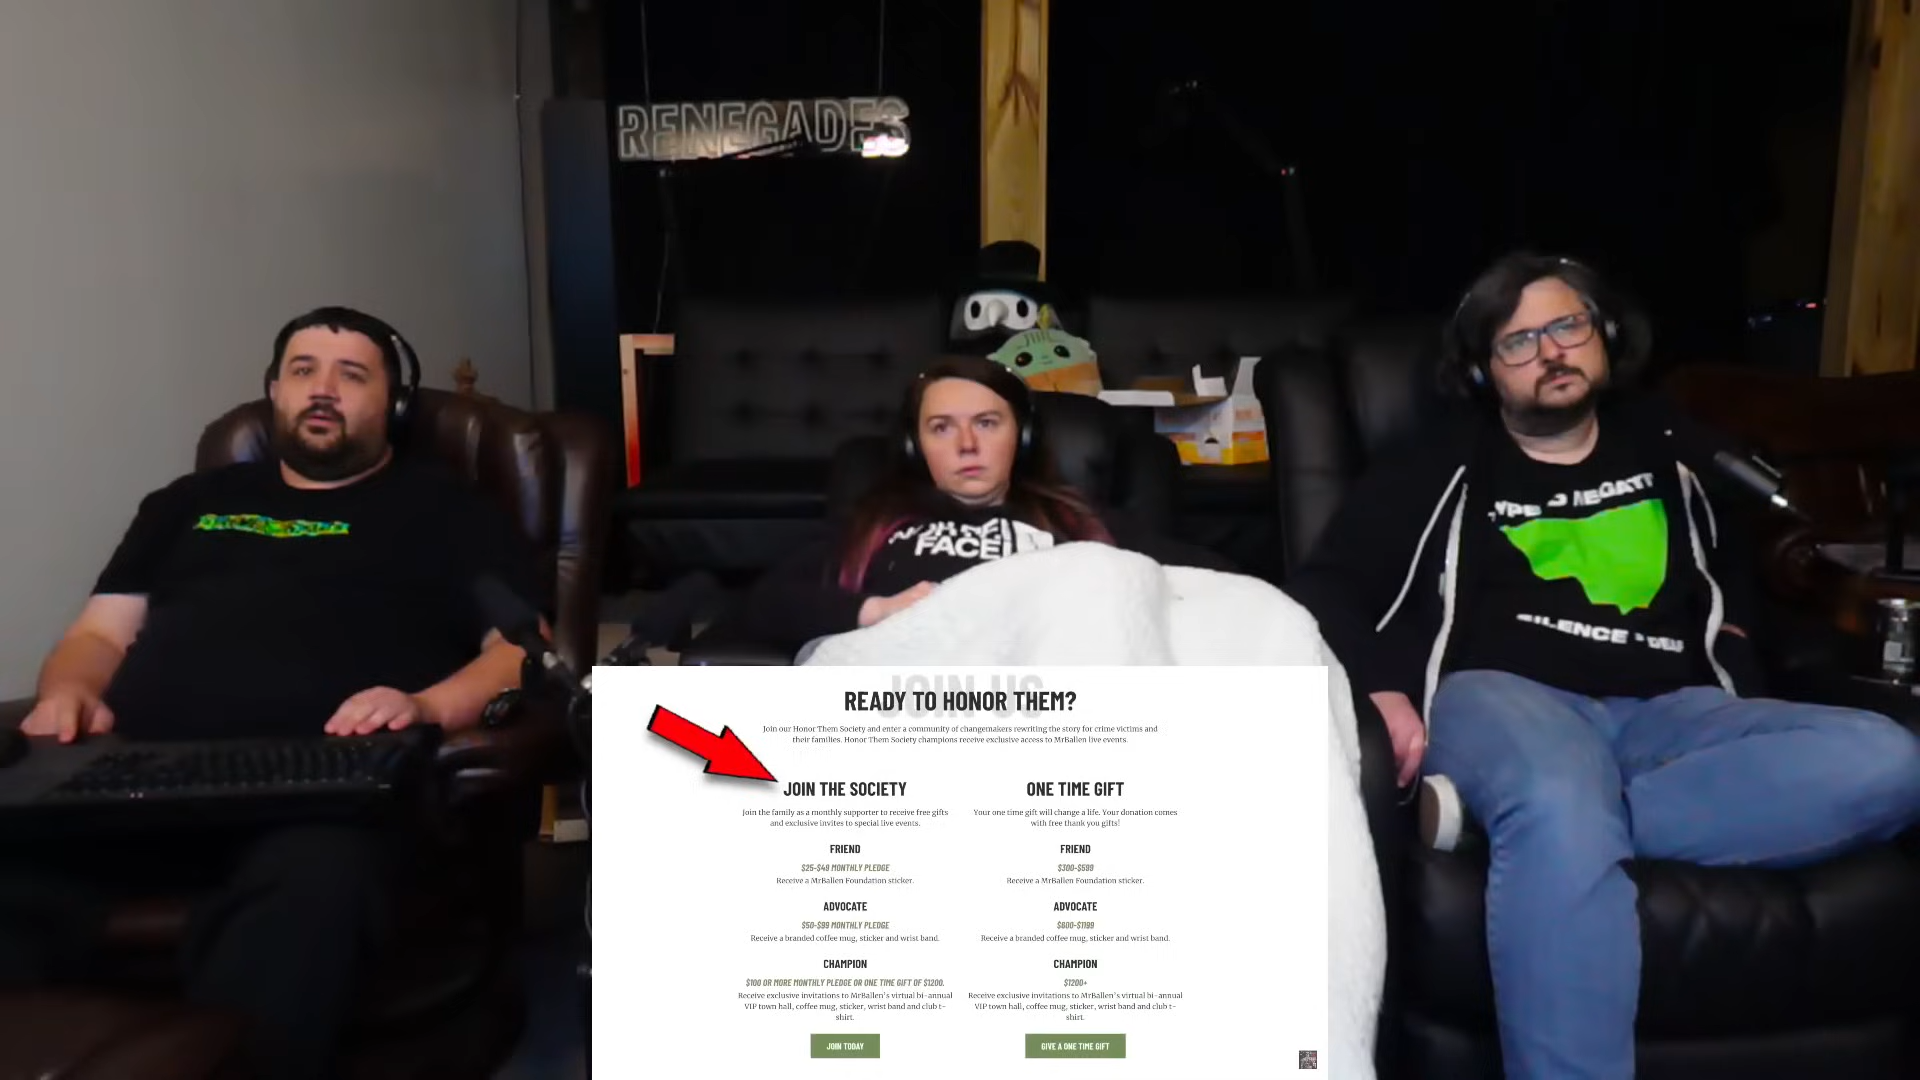 RENEGADES
FACE
SILENCE
JOIN US
READY TO HONOR THEM?
Join our Honor Them Society and enter a community of changemakers rewriting the story for crime victims and
their families. Honor Them Society champions receive exclusive access to MrBallen live events.
JOIN THE SOCIETY
Join the family as a monthly supporter to receive free gifts
and exclusive invites to special live events.
FRIEND
$25-$49 MONTHLY PLEDGE
Receive a MrBallen Foundation sticker.
ADVOCATE
$50-$99 MONTHLY PLEDGE
Receive a branded coffee mug, sticker and wrist band.
CHAMPION
$100 OR MORE MONTHLY PLEDGE OR ONE TIME GIFT OF $1200.
Receive exclusive invitations to MrBallen's virtual bi-annual
VIP town hall, coffee mug, sticker, wrist band and club t-
shirt.
JOIN TODAY
ONE TIME GIFT
Your one time gift will change a life. Your donation comes
with free thank you gifts!
FRIEND
$300-$599
Receive a MrBallen Foundation sticker.
ADVOCATE
$600-$1199
Receive a branded coffee mug, sticker and wrist band.
CHAMPION
$1200+
Receive exclusive invitations to MrBallen's virtual bi-annual
VIP town hall, coffee mug, sticker, wrist band and club t-
shirt.
GIVE A ONE TIME GIFT